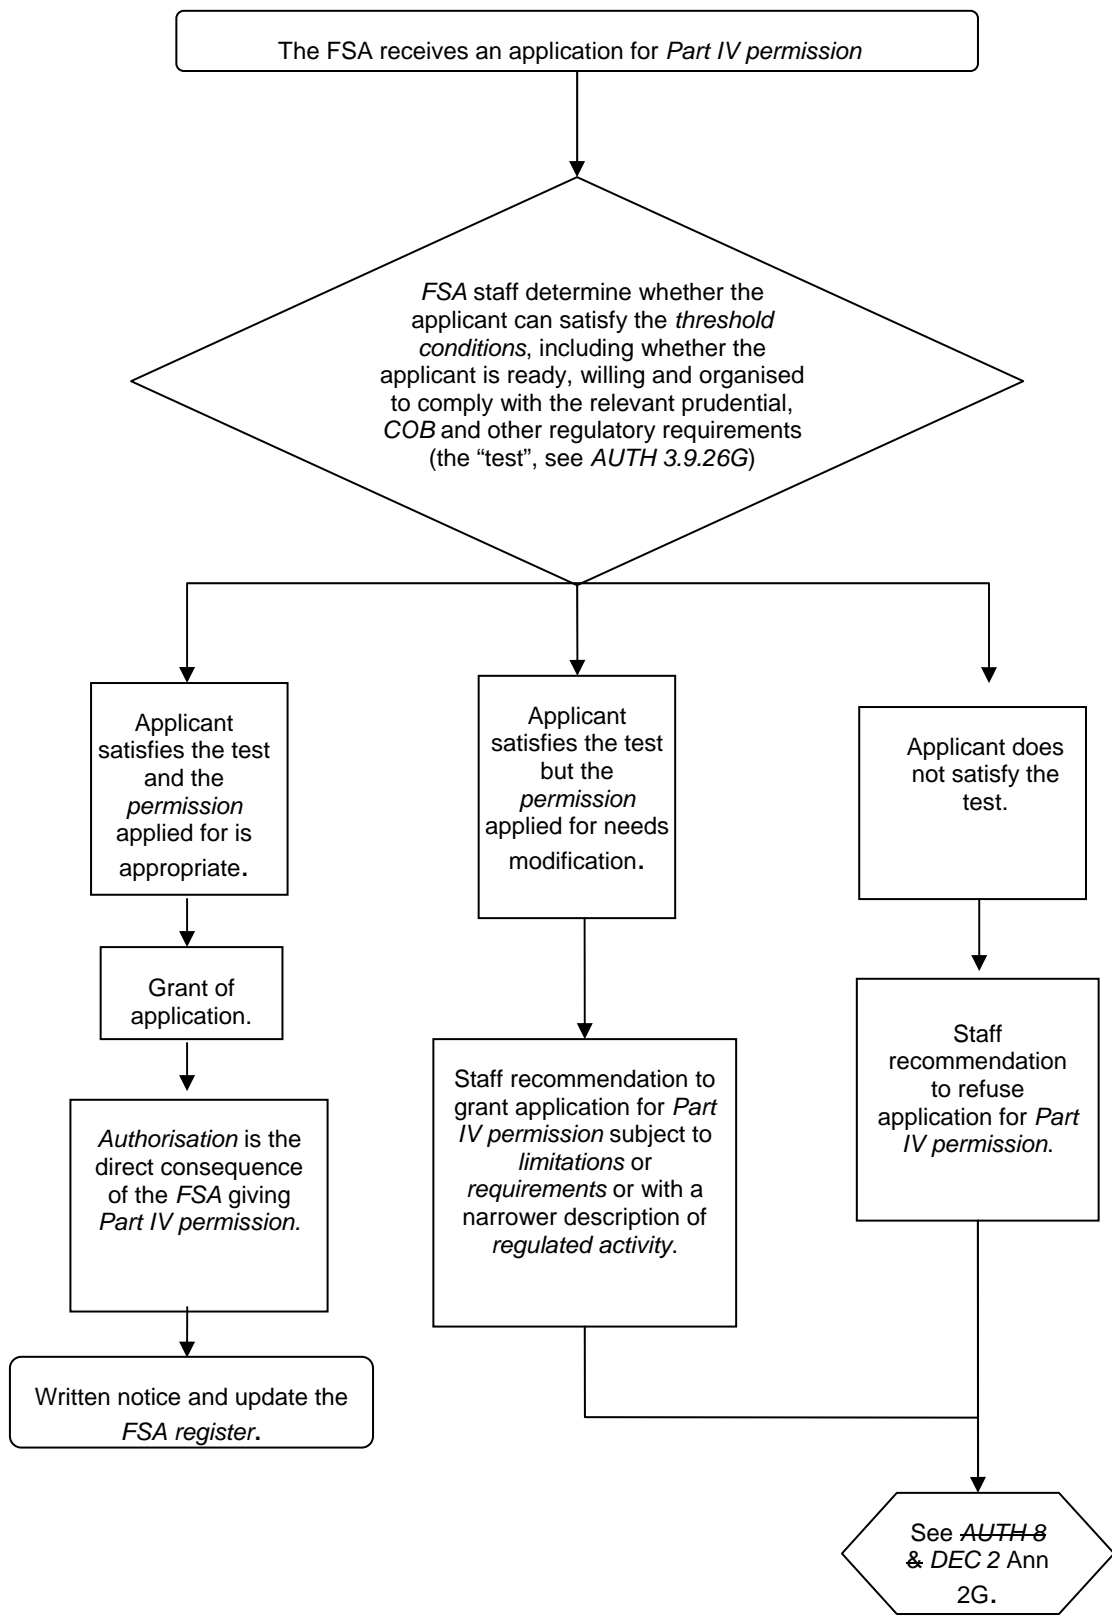 The FSA receives an application for Part IV permission
FSA staff determine whether the
applicant can satisfy the threshold
conditions, including whether the
applicant is ready, willing and organised
to comply with the relevant prudential,
COB and other regulatory requirements
(the “test”, see AUTH 3.9.26G)
Applicant
satisfies the test
and the
permission
applied for is
appropriate.
Grant of
application.
Authorisation is the
direct consequence
of the FSA giving
Part IV permission.
Written notice and update the
FSA register.
Applicant
satisfies the test
but the
permission
applied for needs
modification.
Staff recommendation to
grant application for Part
IV permission subject to
limitations or
requirements or with a
narrower description of
regulated activity.
Applicant does
not satisfy the
test.
Staff
recommendation
to refuse
application for Part
IV permission.
See AUTH 8
& DEC 2 Ann
2G.